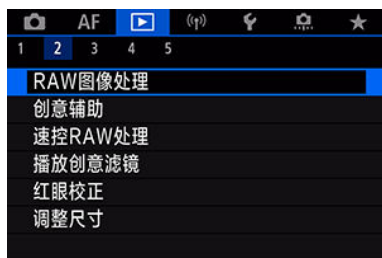 AF
1 2 3 4 5
RAW图像处理
创意辅助
速控RAW处理
播放创意滤镜
红眼校正
调整尺寸